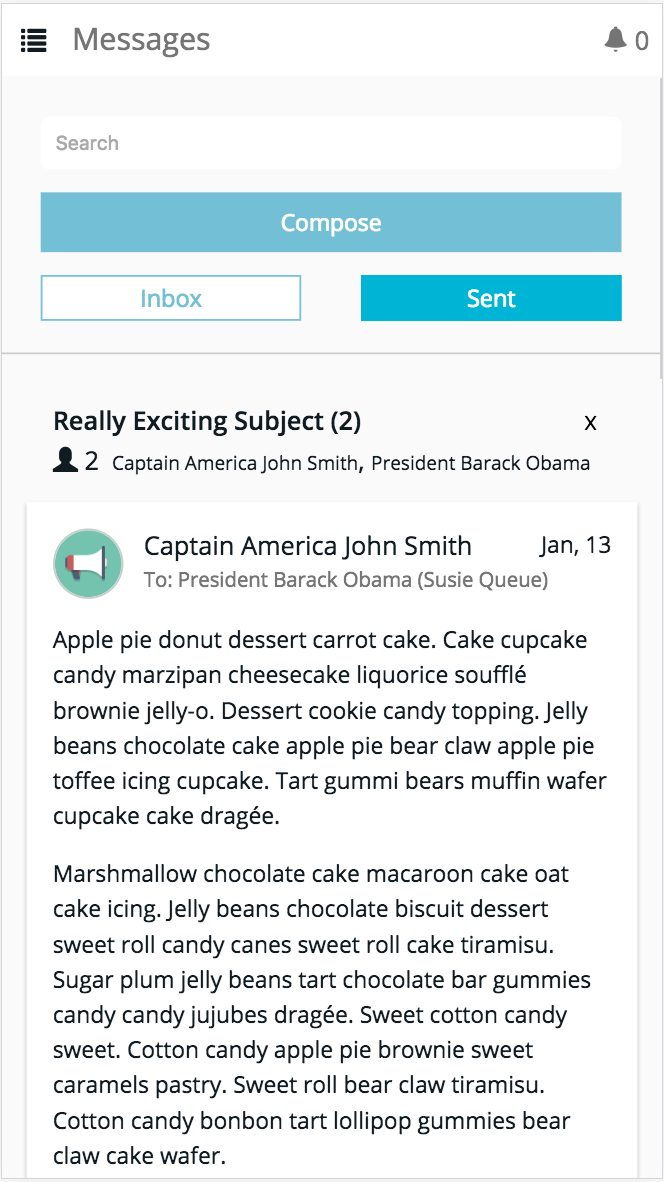 Messages 0
Search
Compose
Inbox Sent
Really Exciting Subject (2) x
2 Captain America John Smith, President Barack Obama
Captain America John Smith Jan, 13
To: President Barack Obama (Susie Queue)
Apple pie donut dessert carrot cake. Cake cupcake
candy marzipan cheesecake liquorice soufflé
brownie jelly-o. Dessert cookie candy topping. Jelly
beans chocolate cake apple pie bear claw apple pie
toffee icing cupcake. Tart gummi bears muffin wafer
cupcake cake dragée.
Marshmallow chocolate cake macaroon cake oat
cake icing. Jelly beans chocolate biscuit dessert
sweet roll candy canes sweet roll cake tiramisu.
Sugar plum jelly beans tart chocolate bar gummies
candy candy jujubes dragée. Sweet cotton candy
sweet. Cotton candy apple pie brownie sweet
caramels pastry. Sweet roll bear claw tiramisu.
Cotton candy bonbon tart lollipop gummies bear
claw cake wafer.